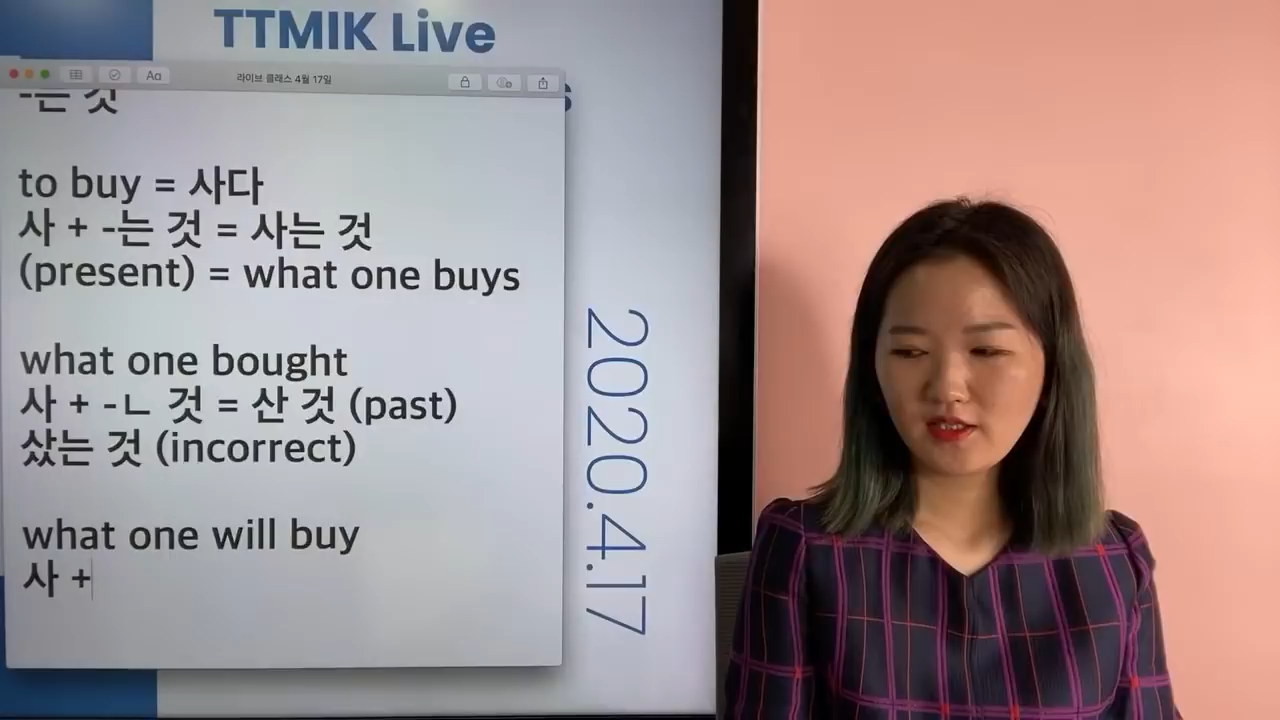 TTMIK Live
Aa
라이브 클래스 4월 17일
s
-는 것
to buy = 사다
사 + -는 것 = 사는 것
(present) = what one buys
what one bought
사 + -ㄴ 것 = 산 것 (past)
샀는 것 (incorrect)
what one will buy
사 +
2020.4.17